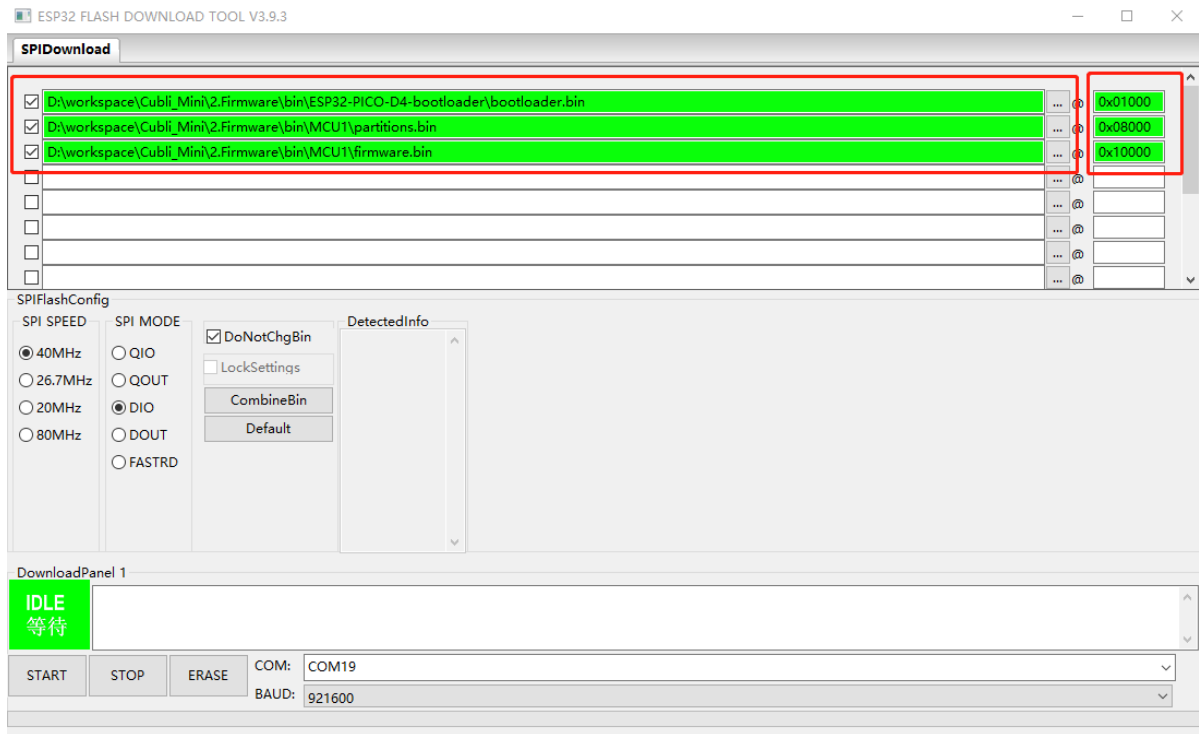 ESP32 FLASH DOWNLOAD TOOL V3.9.3
SPIDownload
D:\workspace\Cubli_Mini\2.Firmware\bin\ESP32-PICO-D4-bootloader\bootloader.bin ... @ 0x01000
D:\workspace\Cubli_Mini\2.Firmware\bin\MCU1\partitions.bin ... @ 0x08000
D:\workspace\Cubli_Mini\2.Firmware\bin\MCU1\firmware.bin ... @ 0x10000
... @
... @
... @
... @
... @
SPIFlashConfig
SPI SPEED
40MHz
26.7MHz
20MHz
80MHz
SPI MODE
QIO
QOUT
DIO
DOUT
FASTRD
DoNotChgBin
LockSettings
CombineBin
Default
DetectedInfo
DownloadPanel 1
IDLE
等待
START STOP ERASE
COM: COM19
BAUD: 921600